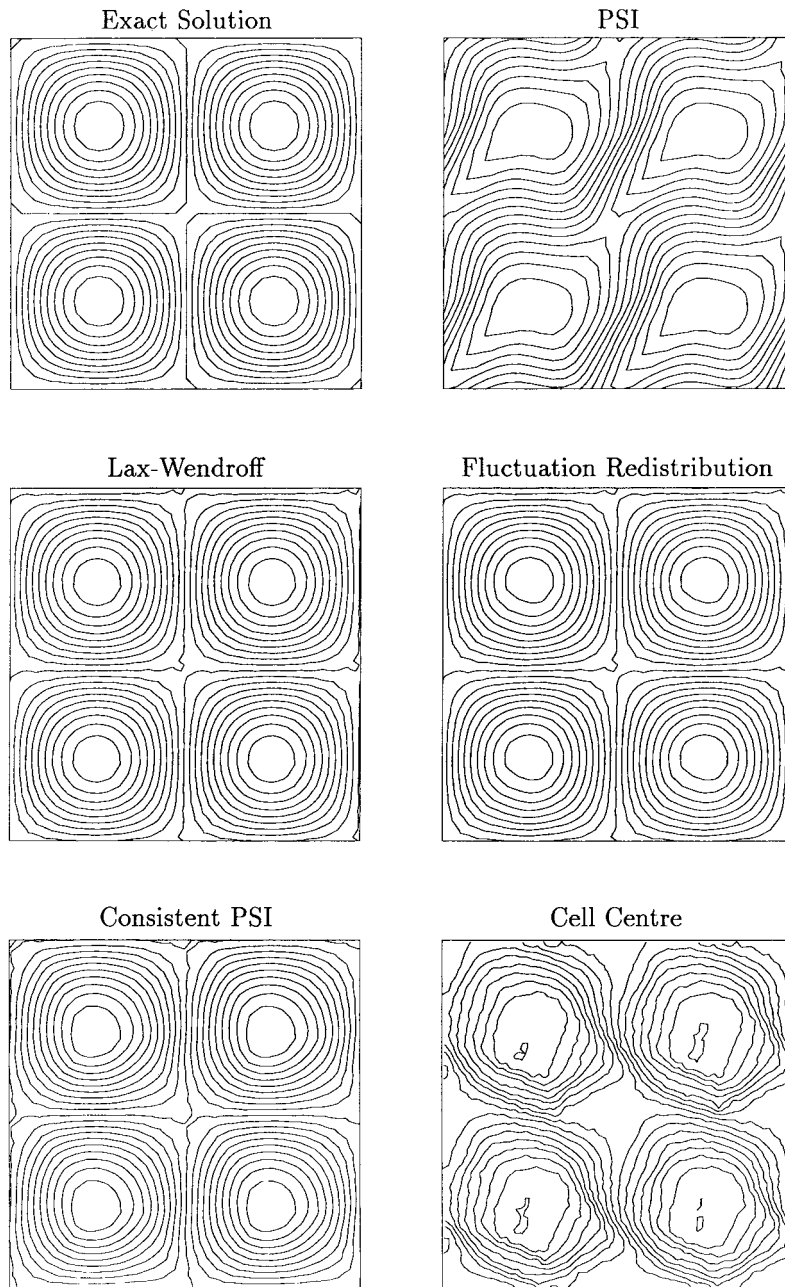 Exact Solution
PSI
Lax-Wendroff
Fluctuation Redistribution
Consistent PSI
Cell Centre